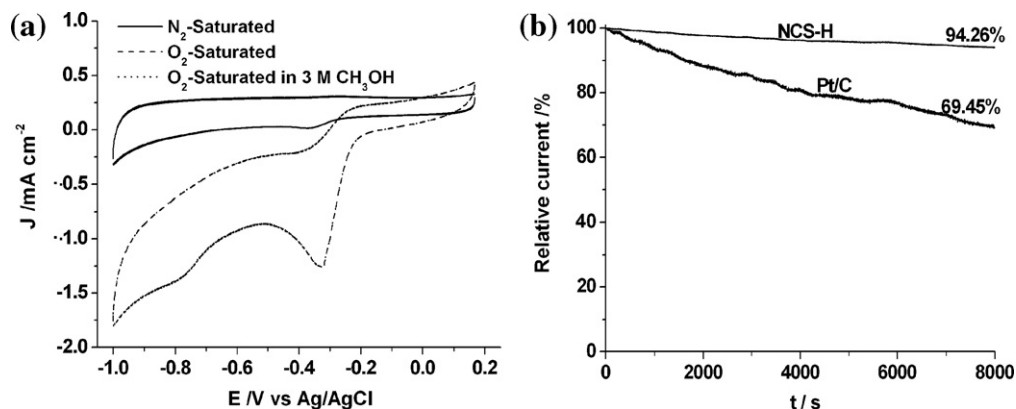 (a)
N2-Saturated
O2-Saturated
O2-Saturated in 3 M CH3OH
J /mA cm-2
1.0
0.5
0.0
-0.5
-1.0
-1.5
-2.0
-1.0 -0.8 -0.6 -0.4 -0.2 0.0 0.2
E /V vs Ag/AgCl
(b)
Relative current /%
100
80
60
40
20
0
NCS-H
94.26%
Pt/C
69.45%
0 2000 4000 6000 8000
t / s